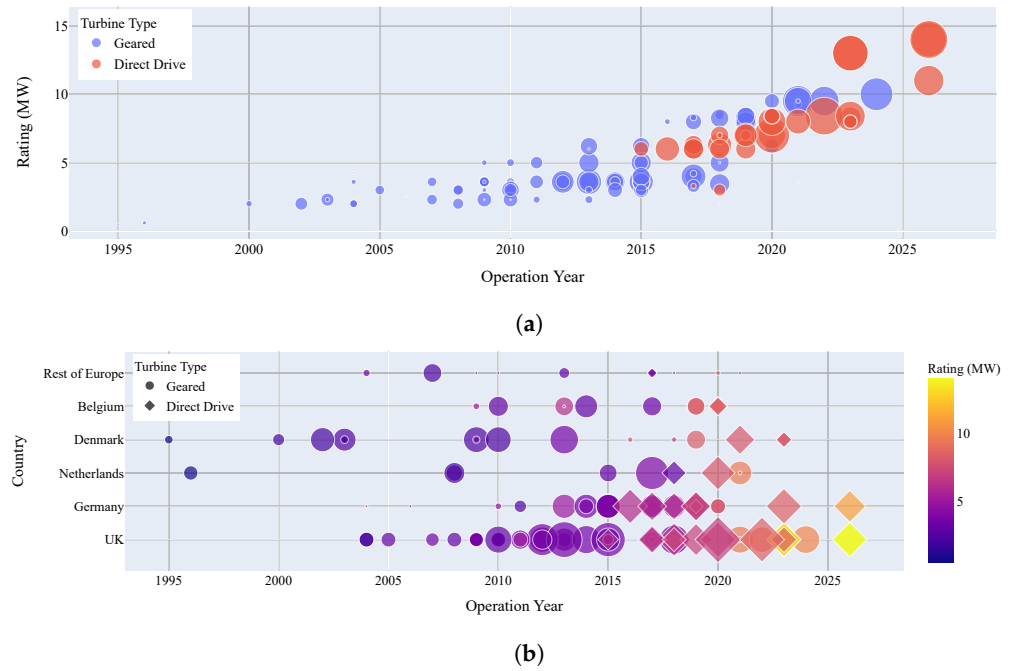 Turbine Type
Geared
Direct Drive
15
10
5
0
Rating (MW)
1995 2000 2005 2010 2015 2020 2025
Operation Year
(a)
Turbine Type
Geared
Direct Drive
Rest of Europe
Belgium
Denmark
Netherlands
Germany
UK
Country
1995 2000 2005 2010 2015 2020 2025
Operation Year
Rating (MW)
10
5
(b)